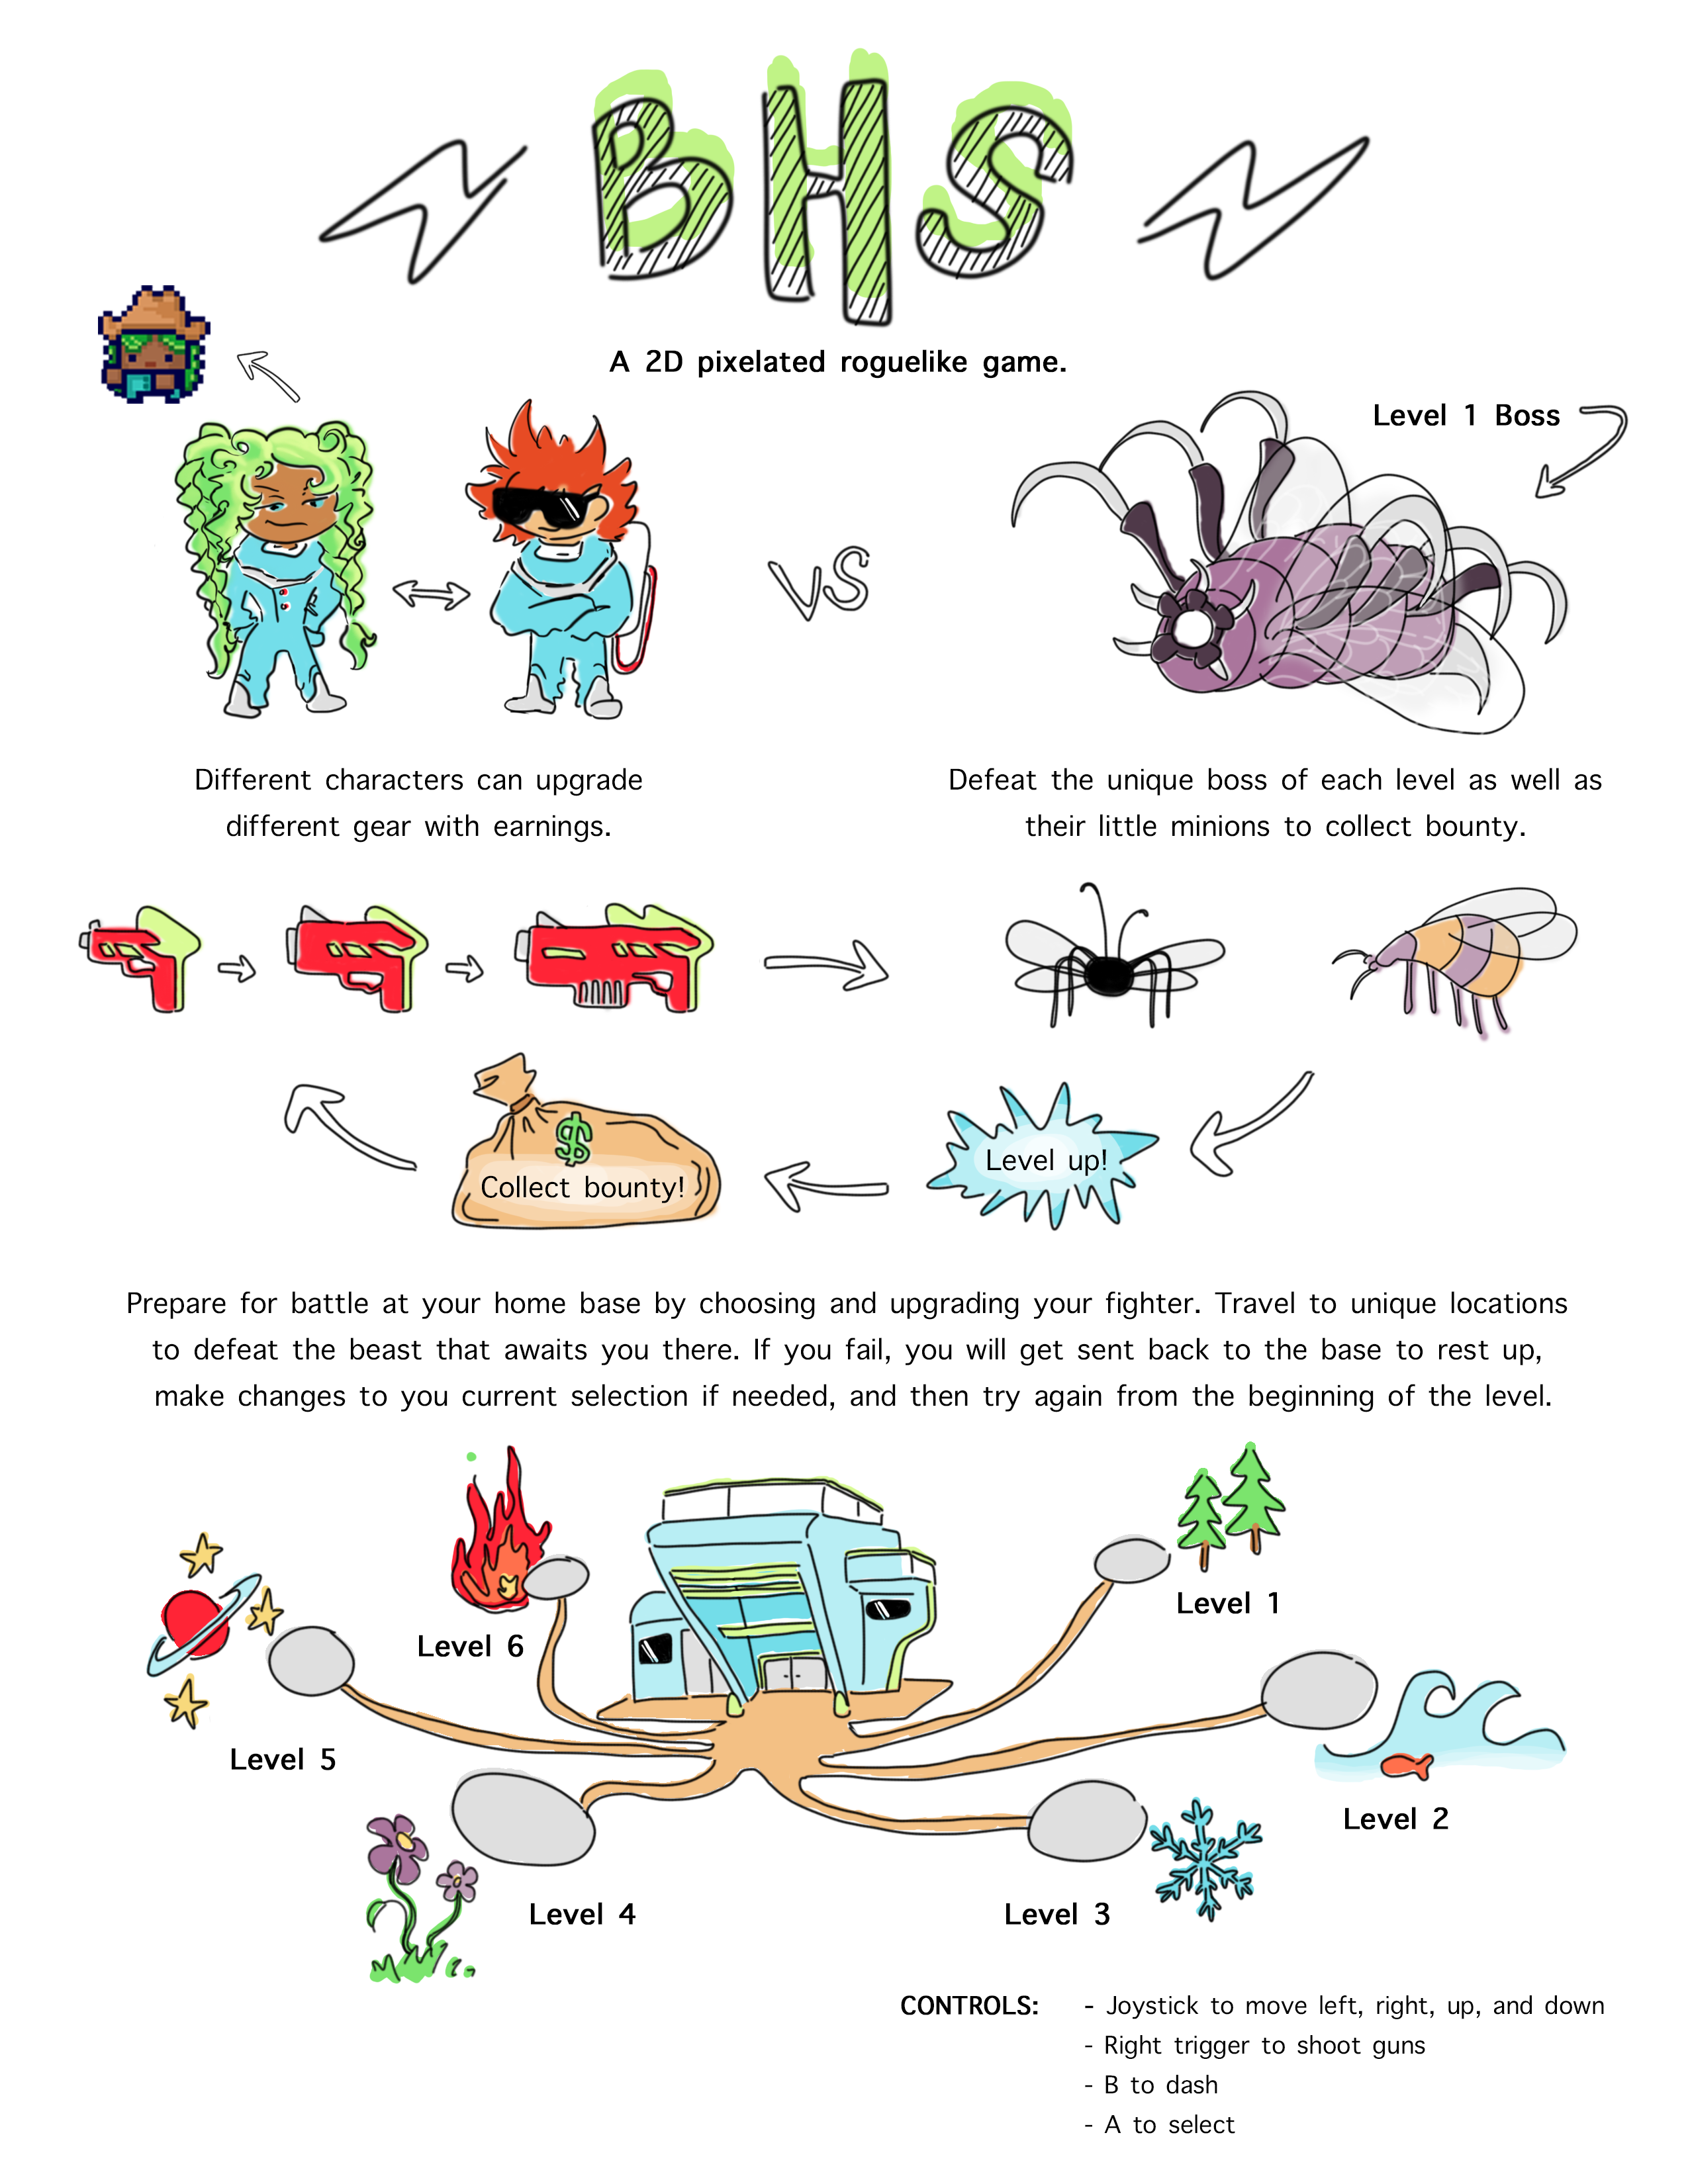 BHS
A 2D pixelated roguelike game.
Level 1 Boss
VS
Different characters can upgrade
different gear with earnings.
Defeat the unique boss of each level as well as
their little minions to collect bounty.
$
Collect bounty!
Level up!
Prepare for battle at your home base by choosing and upgrading your fighter. Travel to unique locations
to defeat the beast that awaits you there. If you fail, you will get sent back to the base to rest up,
make changes to you current selection if needed, and then try again from the beginning of the level.
Level 1
Level 6
Level 5
Level 2
Level 4
Level 3
CONTROLS: - Joystick to move left, right, up, and down
- Right trigger to shoot guns
- B to dash
- A to select